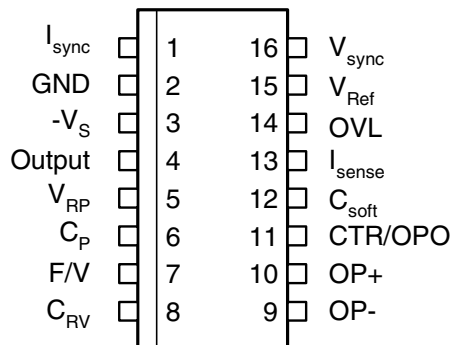 Isync 1 16 Vsync
GND 2 15 VRef
-VS 3 14 OVL
Output 4 13 Isense
VRP 5 12 Csoft
CP 6 11 CTR/OPO
F/V 7 10 OP+
CRV 8 9 OP-